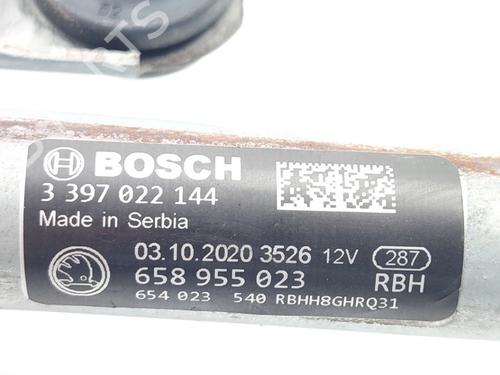 BOSCH
3 397 022 144
Made in Serbia
03.10.2020 3526 12V 287
658 955 023 RBH
654 023 540 RBHH8GHRQ31